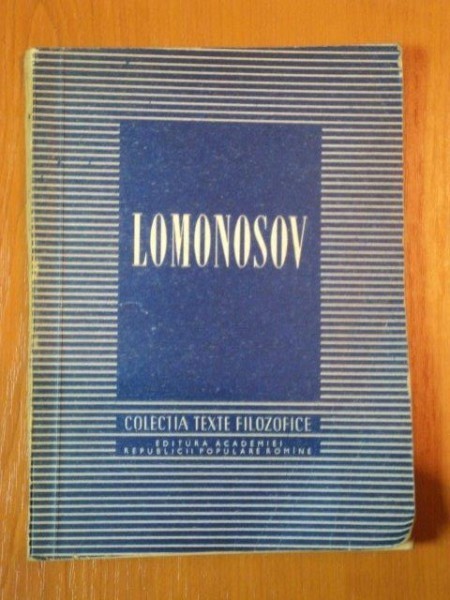 LOMONOSOV
COLECTIA TEXTE FILOZOFICE
EDITURA ACADEMIEI
REPUBLICII POPULARE ROMINE